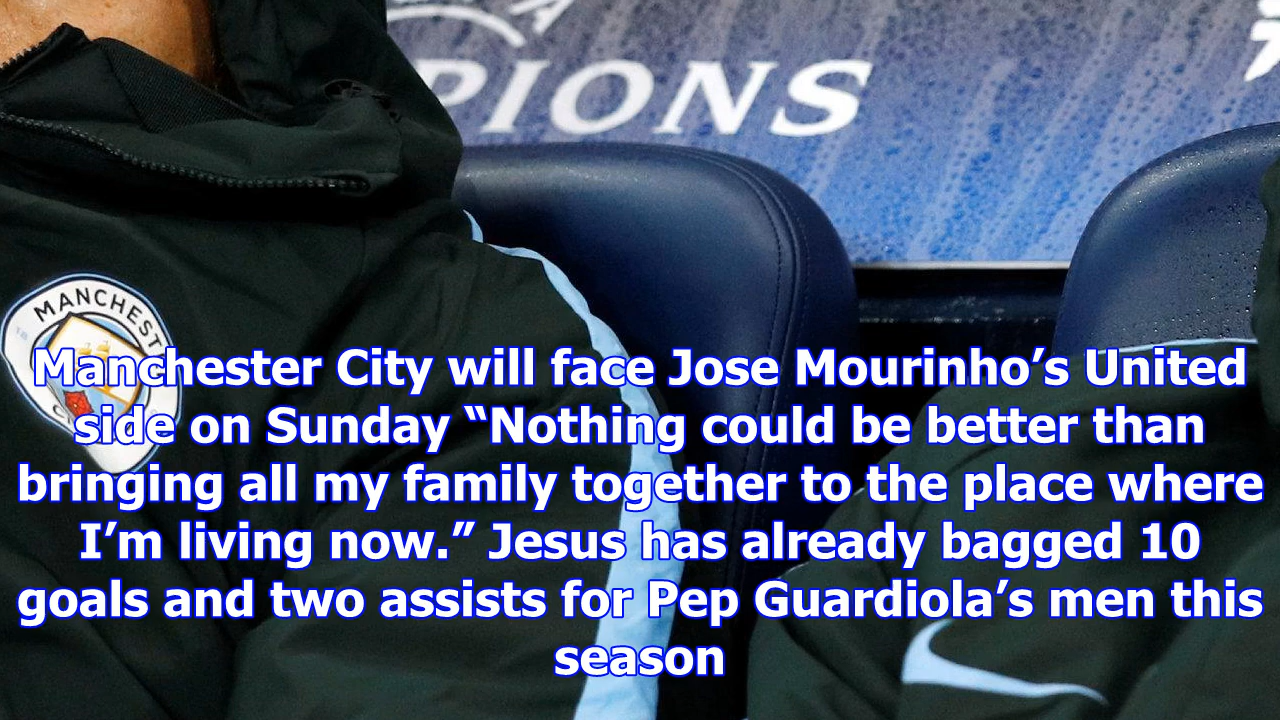 PIONS
MANCHEST
Manchester City will face Jose Mourinho’s United
side on Sunday “Nothing could be better than
bringing all my family together to the place where
I’m living now.” Jesus has already bagged 10
goals and two assists for Pep Guardiola’s men this
season